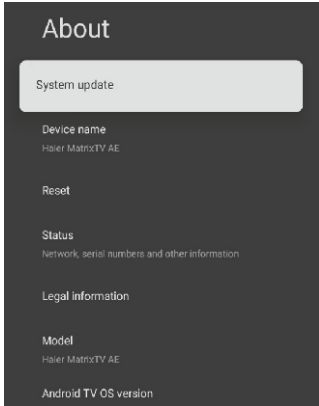 About
System update
Device name
Haier MatrixTV AE
Reset
Status
Network, serial numbers and other information
Legal information
Model
Haier MatrixTV AE
Android TV OS version